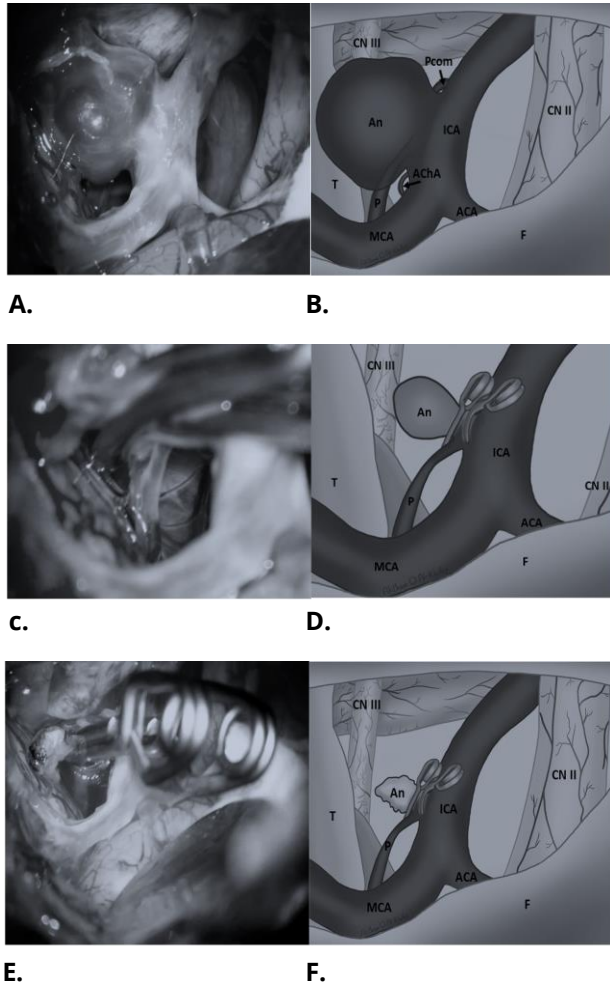 CN III
Pcom
CN II
An
ICA
AChA
T
P
ACA
MCA
F
A.
B.
CN III
An
ICA
T
CN II
P
ACA
MCA
F
c.
D.
CN III
CN II
An
ICA
T
P
ACA
MCA
F
E.
F.